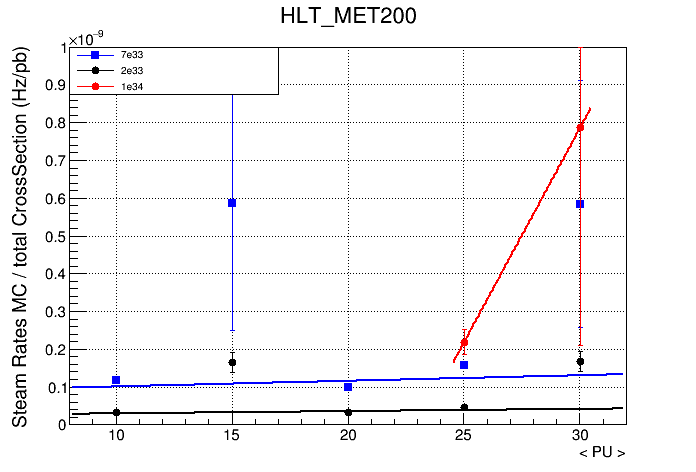 HLT_MET200
×10⁻⁹
7e33
2e33
1e34
Steam Rates MC / total CrossSection (Hz/pb)
1
0.9
0.8
0.7
0.6
0.5
0.4
0.3
0.2
0.1
0
10 15 20 25 30
< PU >